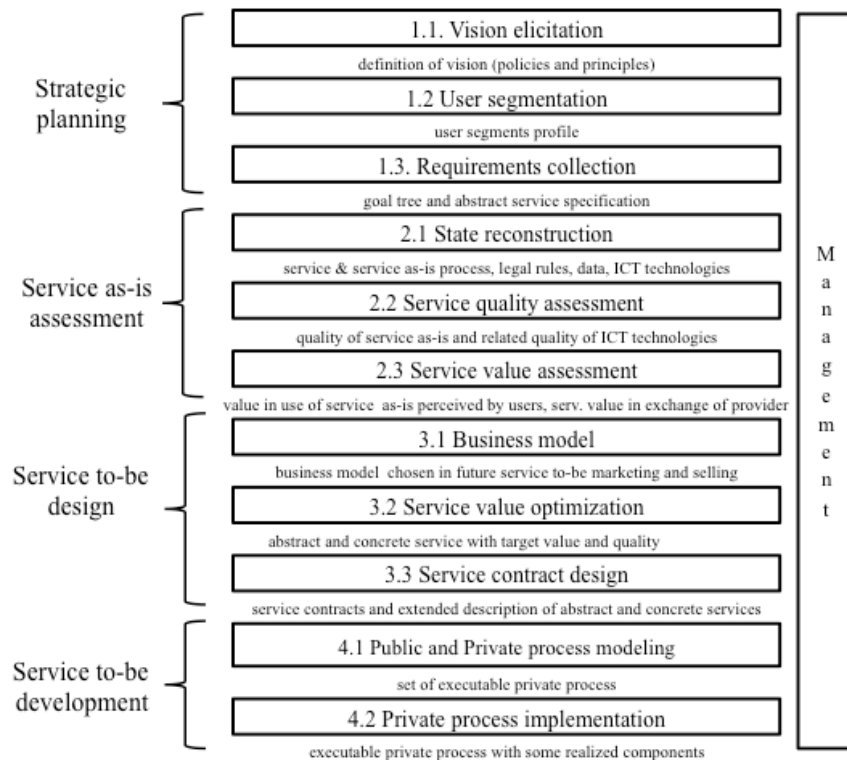 1.1. Vision elicitation
definition of vision (policies and principles)
Strategic
planning
1.2 User segmentation
user segments profile
1.3. Requirements collection
goal tree and abstract service specification
2.1 State reconstruction
service & service as-is process, legal rules, data, ICT technologies
Service as-is
assessment
2.2 Service quality assessment
quality of service as-is and related quality of ICT technologies
2.3 Service value assessment
value in use of service as-is perceived by users, serv. value in exchange of provider
3.1 Business model
business model chosen in future service to-be marketing and selling
Service to-be
design
3.2 Service value optimization
abstract and concrete service with target value and quality
3.3 Service contract design
service contracts and extended description of abstract and concrete services
4.1 Public and Private process modeling
set of executable private process
Service to-be
development
4.2 Private process implementation
executable private process with some realized components
Management